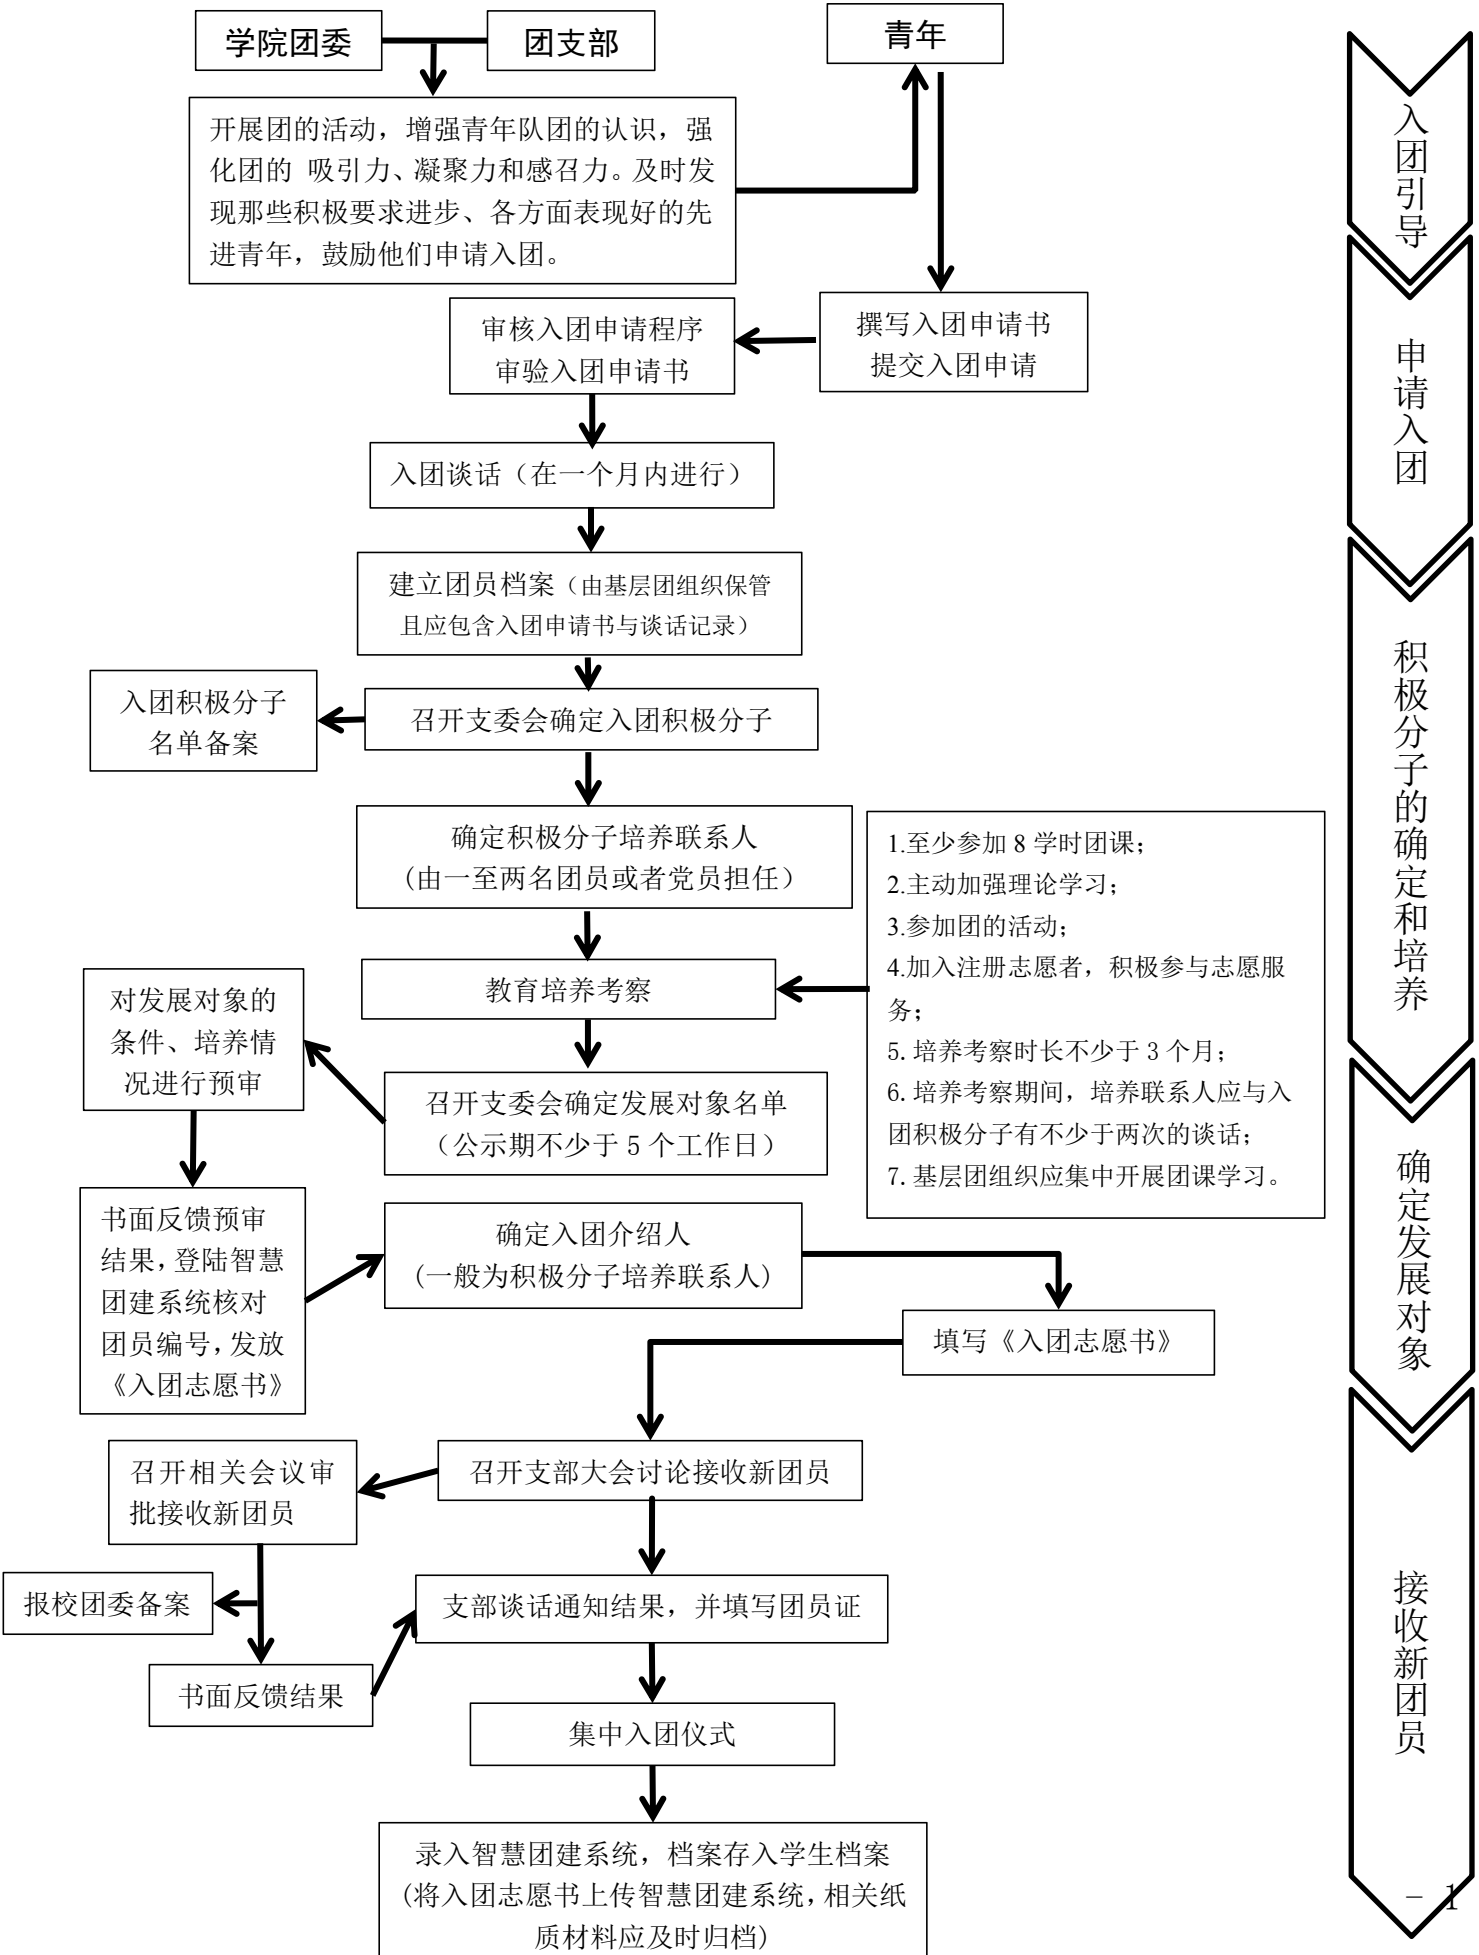 学院团委
团支部
青年
开展团的活动，增强青年队团的认识，强
化团的 吸引力、凝聚力和感召力。及时发
现那些积极要求进步、各方面表现好的先
进青年，鼓励他们申请入团。
审核入团申请程序
审验入团申请书
撰写入团申请书
提交入团申请
入团谈话（在一个月内进行）
建立团员档案（由基层团组织保管
且应包含入团申请书与谈话记录）
入团积极分子
名单备案
召开支委会确定入团积极分子
确定积极分子培养联系人
(由一至两名团员或者党员担任）
1.至少参加 8 学时团课；
2.主动加强理论学习；
3.参加团的活动；
4.加入注册志愿者，积极参与志愿服
务；
5. 培养考察时长不少于 3 个月；
6. 培养考察期间，培养联系人应与入
团积极分子有不少于两次的谈话；
7. 基层团组织应集中开展团课学习。
教育培养考察
对发展对象的
条件、培养情
况进行预审
召开支委会确定发展对象名单
（公示期不少于 5 个工作日）
书面反馈预审
结果，登陆智慧
团建系统核对
团员编号，发放
《入团志愿书》
确定入团介绍人
(一般为积极分子培养联系人)
填写《入团志愿书》
召开支部大会讨论接收新团员
召开相关会议审
批接收新团员
报校团委备案
支部谈话通知结果，并填写团员证
书面反馈结果
集中入团仪式
录入智慧团建系统，档案存入学生档案
(将入团志愿书上传智慧团建系统，相关纸
质材料应及时归档)
入团引导
申请入团
积极分子的确定和培养
确定发展对象
接收新团员
– 1